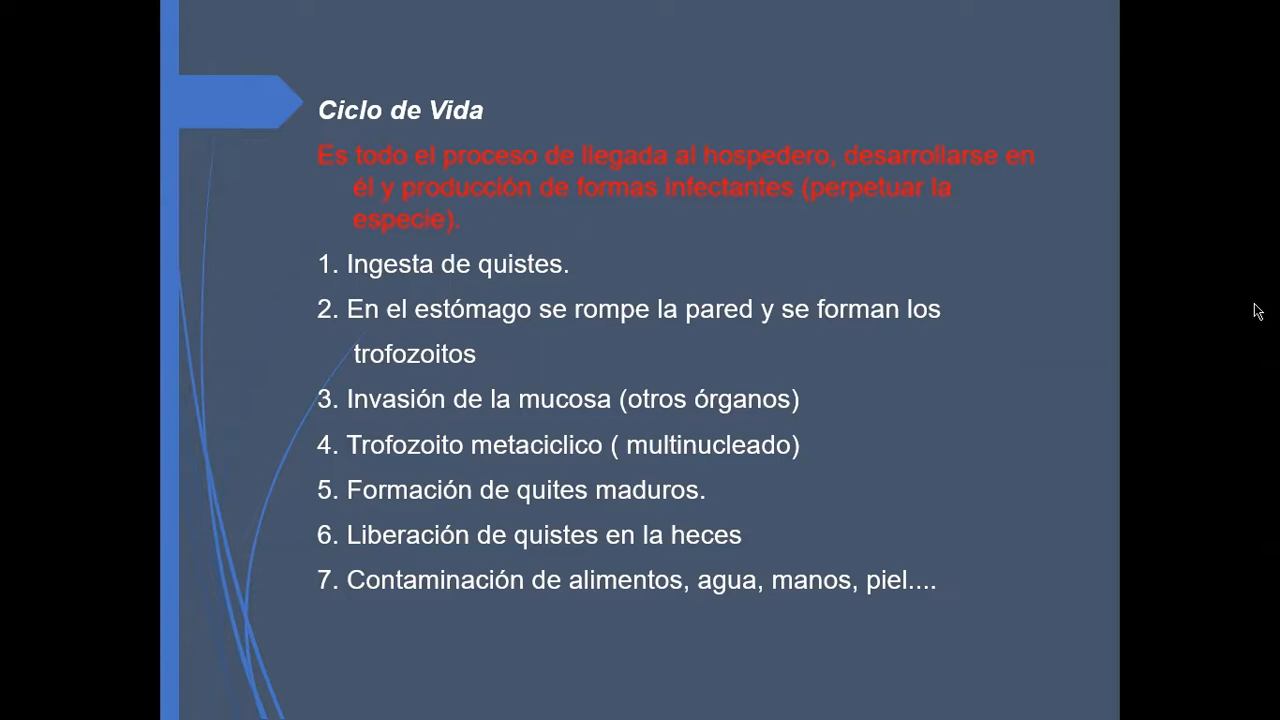 Ciclo de Vida
Es todo el proceso de llegada al hospedero, desarrollarse en
él y producción de formas infectantes (perpetuar la
especie).
1. Ingesta de quistes.
2. En el estómago se rompe la pared y se forman los
trofozoitos
3. Invasión de la mucosa (otros órganos)
4. Trofozoito metaciclico ( multinucleado)
5. Formación de quites maduros.
6. Liberación de quistes en la heces
7. Contaminación de alimentos, agua, manos, piel....